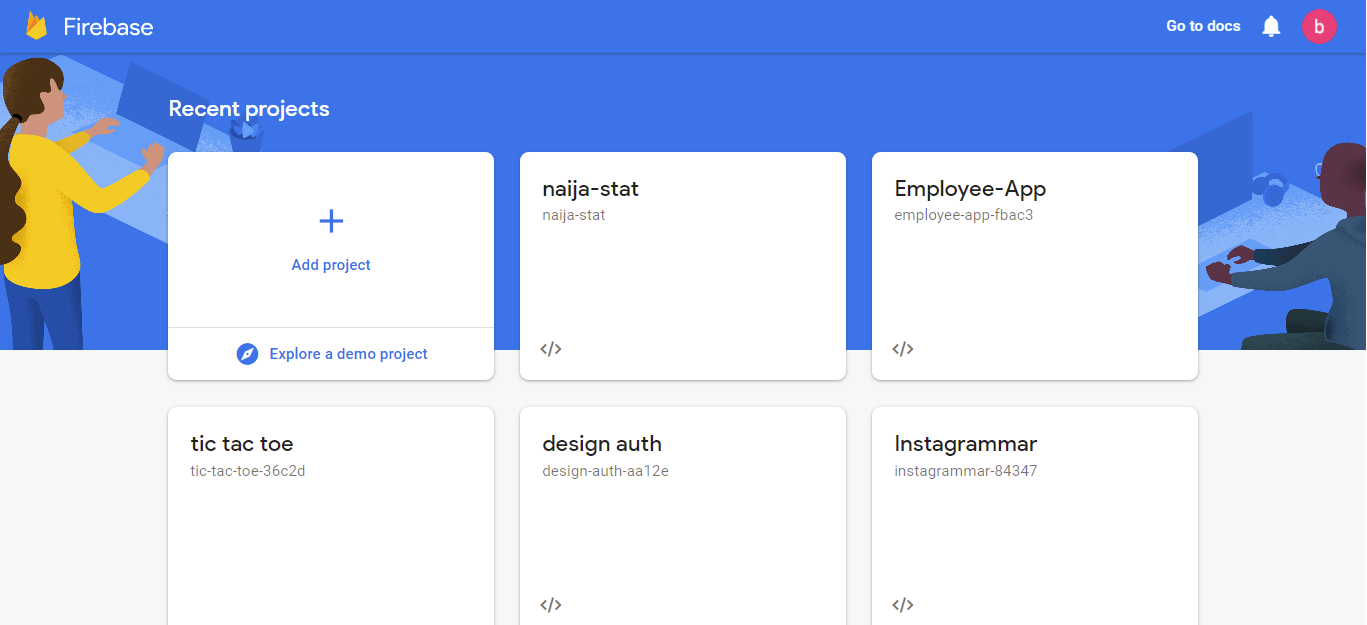 Firebase
Go to docs
b
Recent projects
Add project
Explore a demo project
naija-stat
naija-stat
</>
Employee-App
employee-app-fbac3
</>
tic tac toe
tic-tac-toe-36c2d
design auth
design-auth-aa12e
</>
Instagrammar
instagrammar-84347
</>